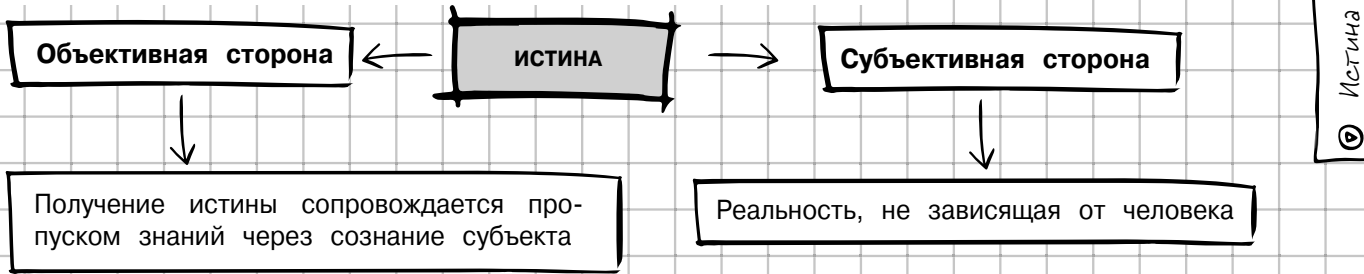 Объективная сторона
ИСТИНА
Субъективная сторона
Получение истины сопровождается про-
пуском знаний через сознание субъекта
Реальность, не зависящая от человека
Истина